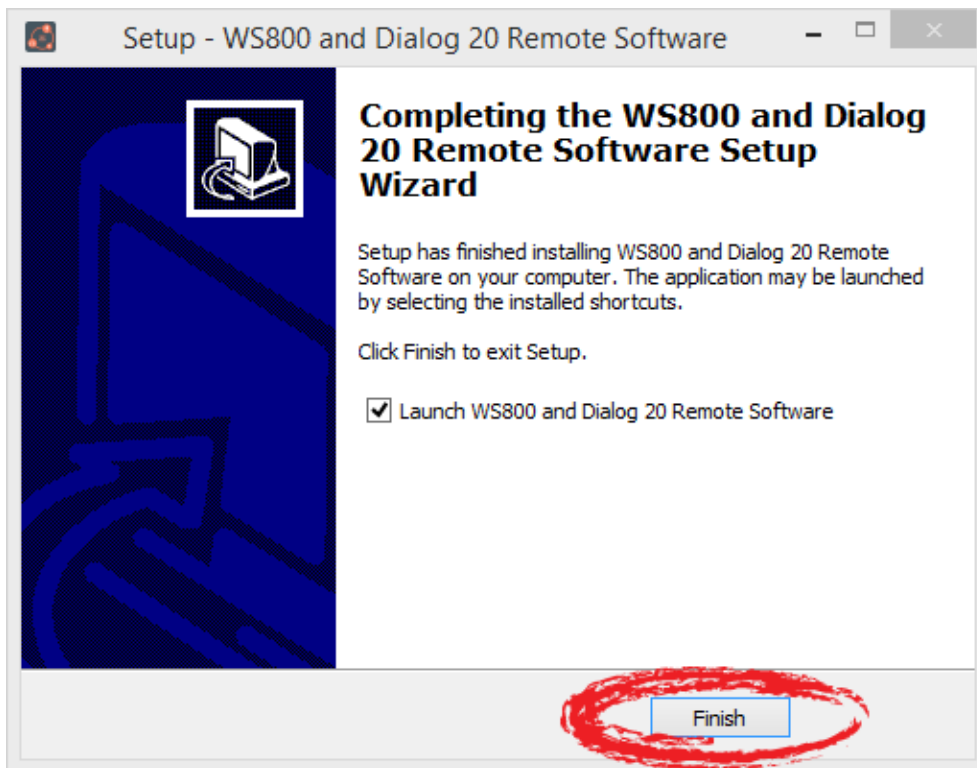 Setup - WS800 and Dialog 20 Remote Software
Completing the WS800 and Dialog
20 Remote Software Setup
Wizard
Setup has finished installing WS800 and Dialog 20 Remote
Software on your computer. The application may be launched
by selecting the installed shortcuts.
Click Finish to exit Setup.
Launch WS800 and Dialog 20 Remote Software
Finish